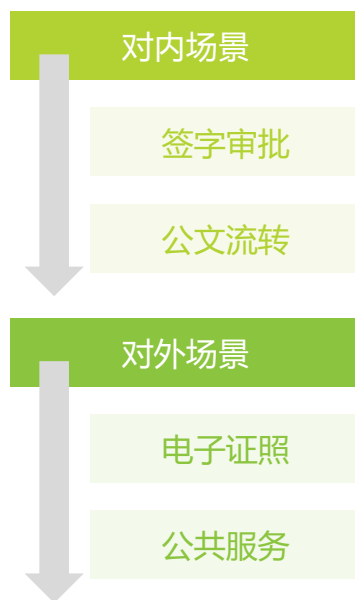 对内场景
签字审批
公文流转
对外场景
电子证照
公共服务